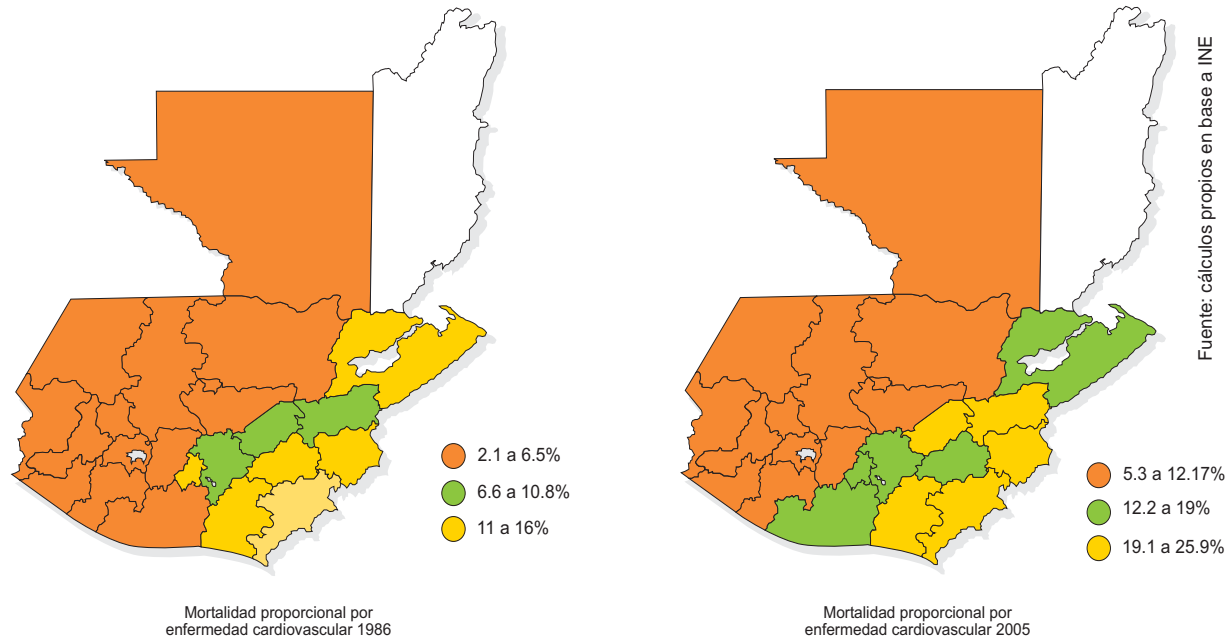 2.1 a 6.5%
6.6 a 10.8%
11 a 16%
Mortalidad proporcional por
enfermedad cardiovascular 1986
5.3 a 12.17%
12.2 a 19%
19.1 a 25.9%
Mortalidad proporcional por
enfermedad cardiovascular 2005
Fuente: cálculos propios en base a INE